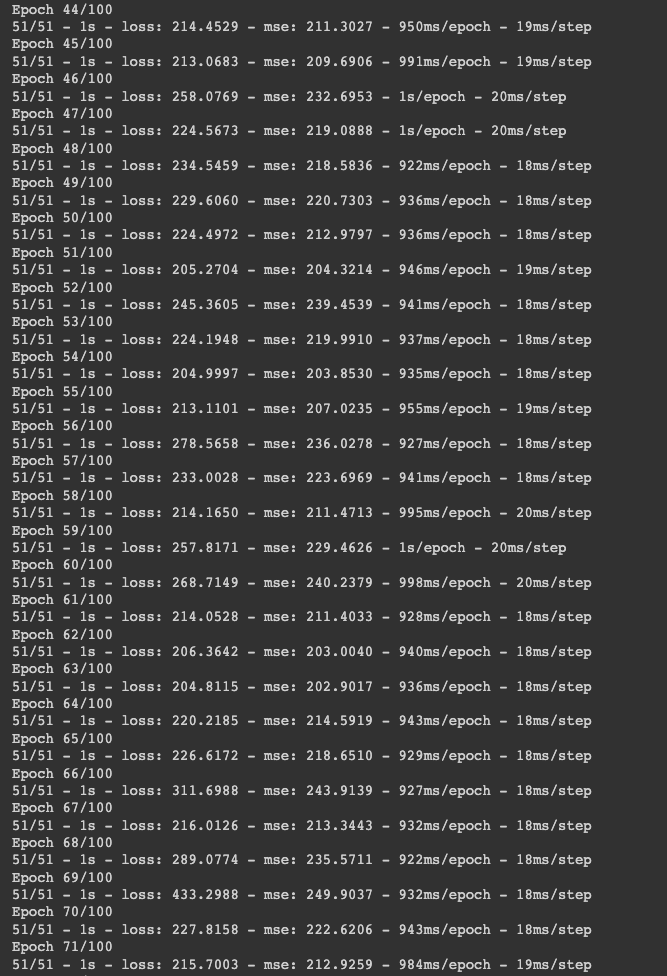 Epoch 44/100
51/51 - 1s - loss: 214.4529 - mse: 211.3027 - 950ms/epoch - 19ms/step
Epoch 45/100
51/51 - 1s - loss: 213.0683 - mse: 209.6906 - 991ms/epoch - 19ms/step
Epoch 46/100
51/51 - 1s - loss: 258.0769 - mse: 232.6953 - 1s/epoch - 20ms/step
Epoch 47/100
51/51 - 1s - loss: 224.5673 - mse: 219.0888 - 1s/epoch - 20ms/step
Epoch 48/100
51/51 - 1s - loss: 234.5459 - mse: 218.5836 - 922ms/epoch - 18ms/step
Epoch 49/100
51/51 - 1s - loss: 229.6060 - mse: 220.7303 - 936ms/epoch - 18ms/step
Epoch 50/100
51/51 - 1s - loss: 224.4972 - mse: 212.9797 - 936ms/epoch - 18ms/step
Epoch 51/100
51/51 - 1s - loss: 205.2704 - mse: 204.3214 - 946ms/epoch - 19ms/step
Epoch 52/100
51/51 - 1s - loss: 245.3605 - mse: 239.4539 - 941ms/epoch - 18ms/step
Epoch 53/100
51/51 - 1s - loss: 224.1948 - mse: 219.9910 - 937ms/epoch - 18ms/step
Epoch 54/100
51/51 - 1s - loss: 204.9997 - mse: 203.8530 - 935ms/epoch - 18ms/step
Epoch 55/100
51/51 - 1s - loss: 213.1101 - mse: 207.0235 - 955ms/epoch - 19ms/step
Epoch 56/100
51/51 - 1s - loss: 278.5658 - mse: 236.0278 - 927ms/epoch - 18ms/step
Epoch 57/100
51/51 - 1s - loss: 233.0028 - mse: 223.6969 - 941ms/epoch - 18ms/step
Epoch 58/100
51/51 - 1s - loss: 214.1650 - mse: 211.4713 - 995ms/epoch - 20ms/step
Epoch 59/100
51/51 - 1s - loss: 257.8171 - mse: 229.4626 - 1s/epoch - 20ms/step
Epoch 60/100
51/51 - 1s - loss: 268.7149 - mse: 240.2379 - 998ms/epoch - 20ms/step
Epoch 61/100
51/51 - 1s - loss: 214.0528 - mse: 211.4033 - 928ms/epoch - 18ms/step
Epoch 62/100
51/51 - 1s - loss: 206.3642 - mse: 203.0040 - 940ms/epoch - 18ms/step
Epoch 63/100
51/51 - 1s - loss: 204.8115 - mse: 202.9017 - 936ms/epoch - 18ms/step
Epoch 64/100
51/51 - 1s - loss: 220.2185 - mse: 214.5919 - 943ms/epoch - 18ms/step
Epoch 65/100
51/51 - 1s - loss: 226.6172 - mse: 218.6510 - 929ms/epoch - 18ms/step
Epoch 66/100
51/51 - 1s - loss: 311.6988 - mse: 243.9139 - 927ms/epoch - 18ms/step
Epoch 67/100
51/51 - 1s - loss: 216.0126 - mse: 213.3443 - 932ms/epoch - 18ms/step
Epoch 68/100
51/51 - 1s - loss: 289.0774 - mse: 235.5711 - 922ms/epoch - 18ms/step
Epoch 69/100
51/51 - 1s - loss: 433.2988 - mse: 249.9037 - 932ms/epoch - 18ms/step
Epoch 70/100
51/51 - 1s - loss: 227.8158 - mse: 222.6206 - 943ms/epoch - 18ms/step
Epoch 71/100
51/51 - 1s - loss: 215.7003 - mse: 212.9259 - 984ms/epoch - 19ms/step